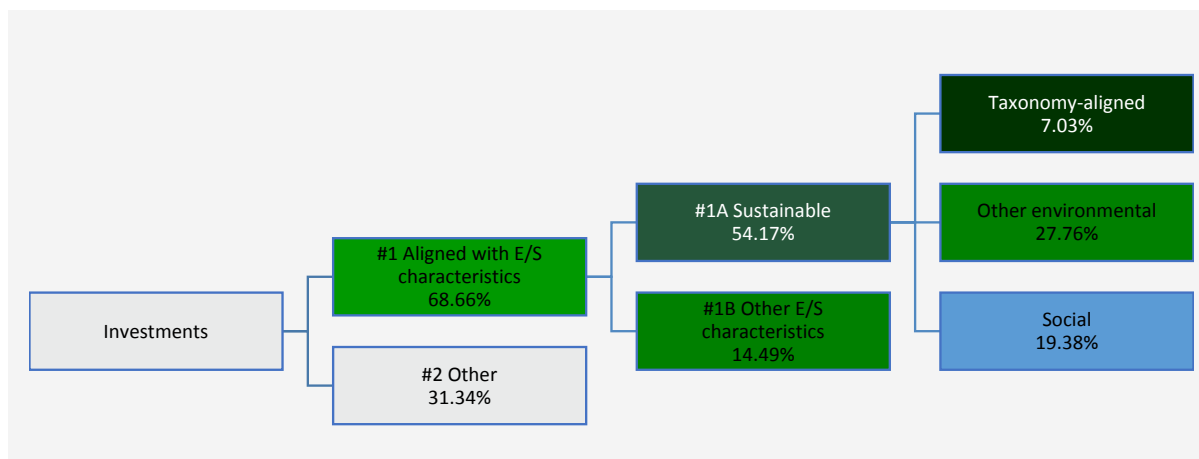 Investments
#1 Aligned with E/S
characteristics
68.66%
#2 Other
31.34%
#1A Sustainable
54.17%
#1B Other E/S
characteristics
14.49%
Taxonomy-aligned
7.03%
Other environmental
27.76%
Social
19.38%